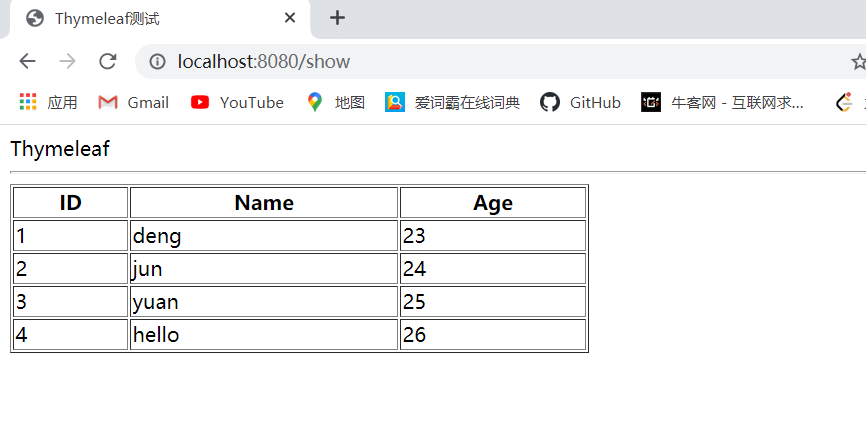 Thymeleaf测试
localhost:8080/show
应用 Gmail YouTube 地图 爱词霸在线词典 GitHub 牛客网 - 互联网求...
Thymeleaf
ID Name Age
1 deng 23
2 jun 24
3 yuan 25
4 hello 26